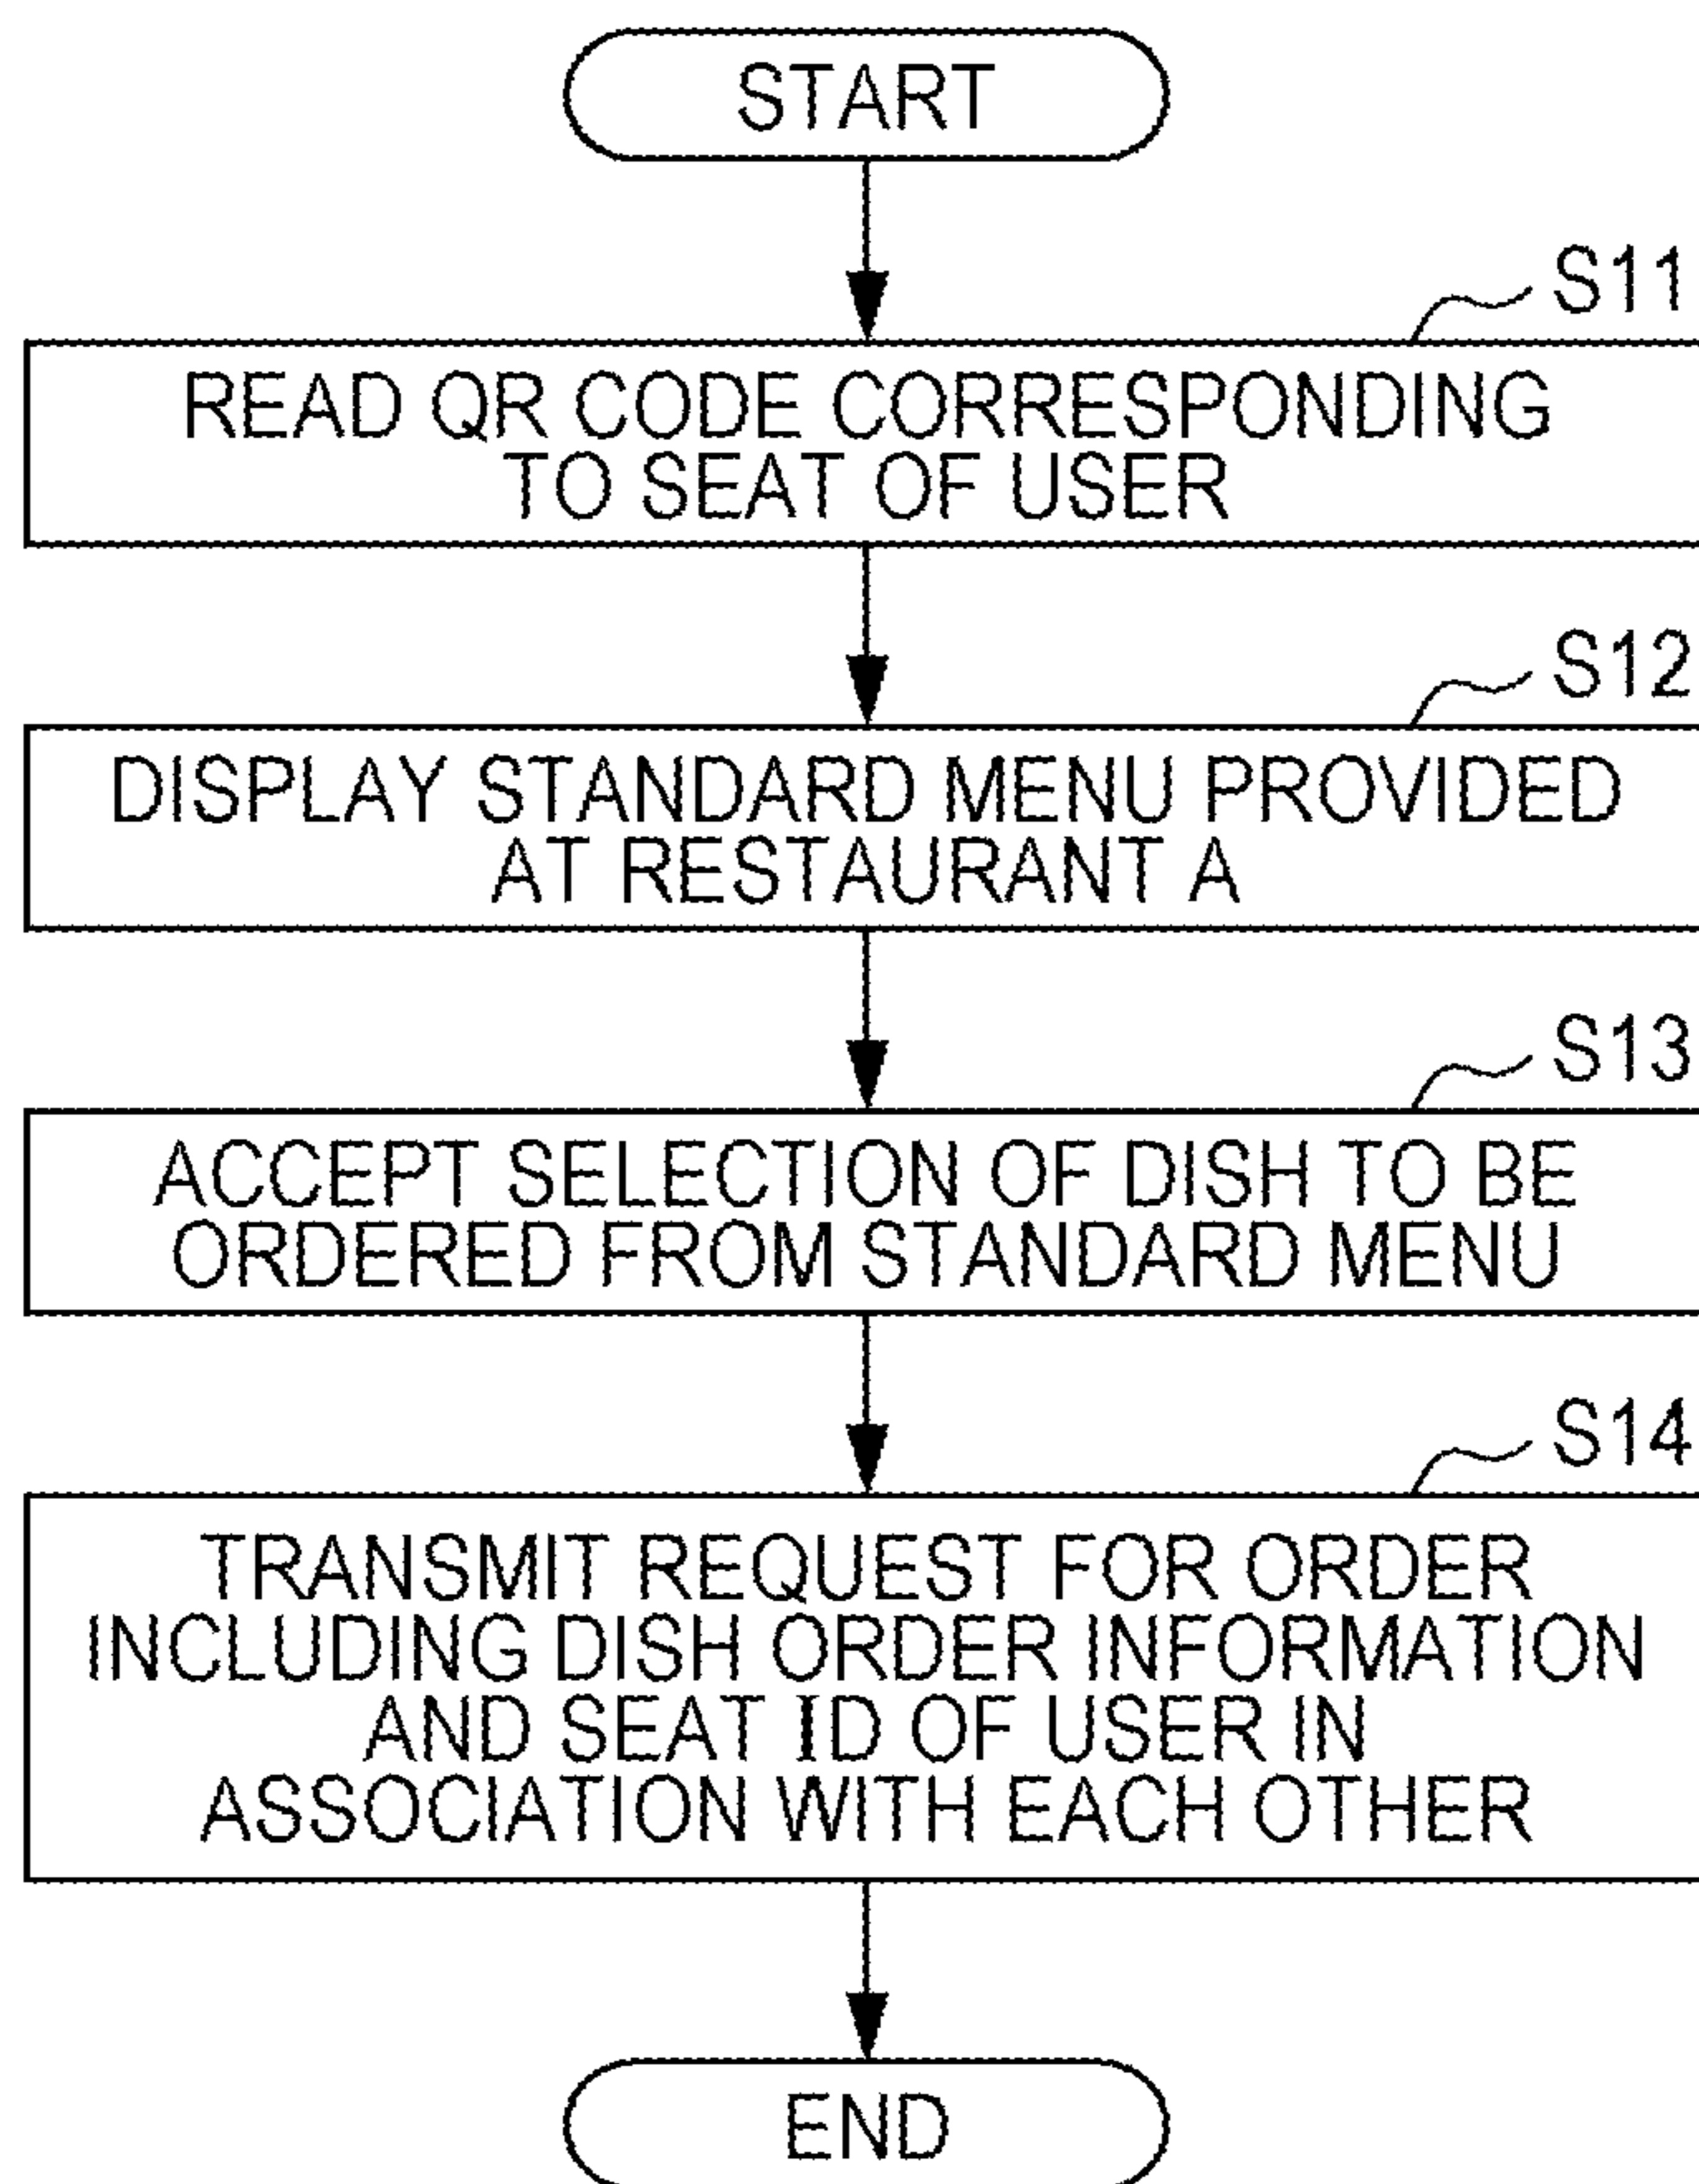 START
S11
READ QR CODE CORRESPONDING
TO SEAT OF USER
S12
DISPLAY STANDARD MENU PROVIDED
AT RESTAURANT A
S13
ACCEPT SELECTION OF DISH TO BE
ORDERED FROM STANDARD MENU
S14
TRANSMIT REQUEST FOR ORDER
INCLUDING DISH ORDER INFORMATION
AND SEAT ID OF USER IN
ASSOCIATION WITH EACH OTHER
END